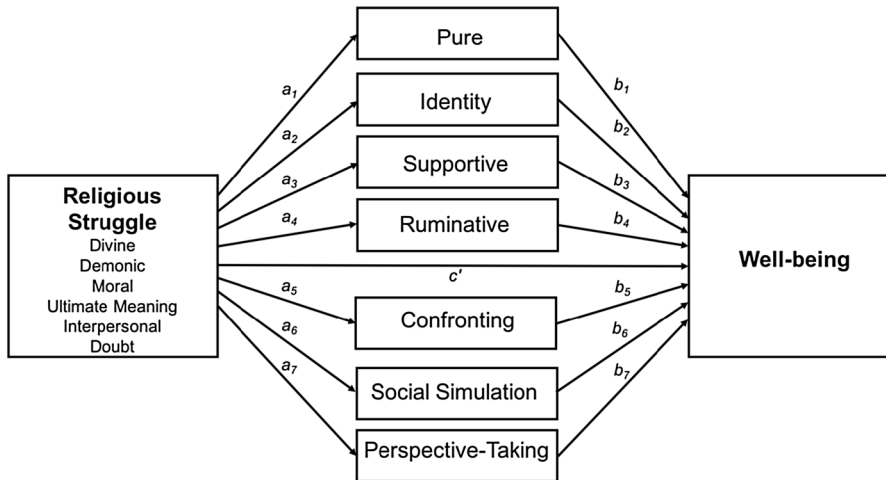 Religious
Struggle
Divine
Demonic
Moral
Ultimate Meaning
Interpersonal
Doubt
a1
a2
a3
a4
c'
a5
a6
a7
Pure
Identity
Supportive
Ruminative
Confronting
Social Simulation
Perspective-Taking
b1
b2
b3
b4
b5
b6
b7
Well-being